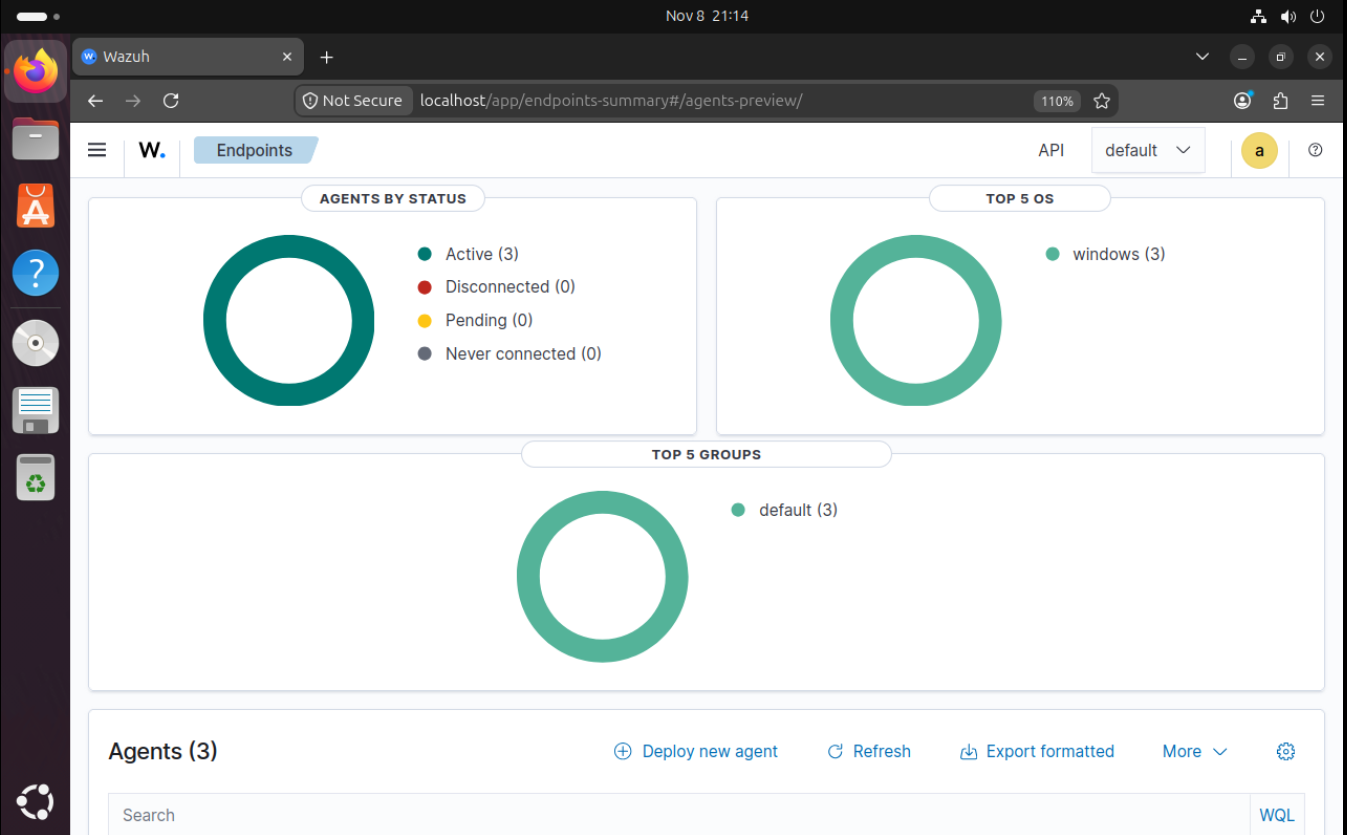 Nov 8 21:14
Wazuh
Not Secure localhost/app/endpoints-summary#/agents-preview/ 110%
W. Endpoints API default a
AGENTS BY STATUS
Active (3)
Disconnected (0)
Pending (0)
Never connected (0)
TOP 5 OS
windows (3)
TOP 5 GROUPS
default (3)
Agents (3) Deploy new agent Refresh Export formatted More
Search WQL